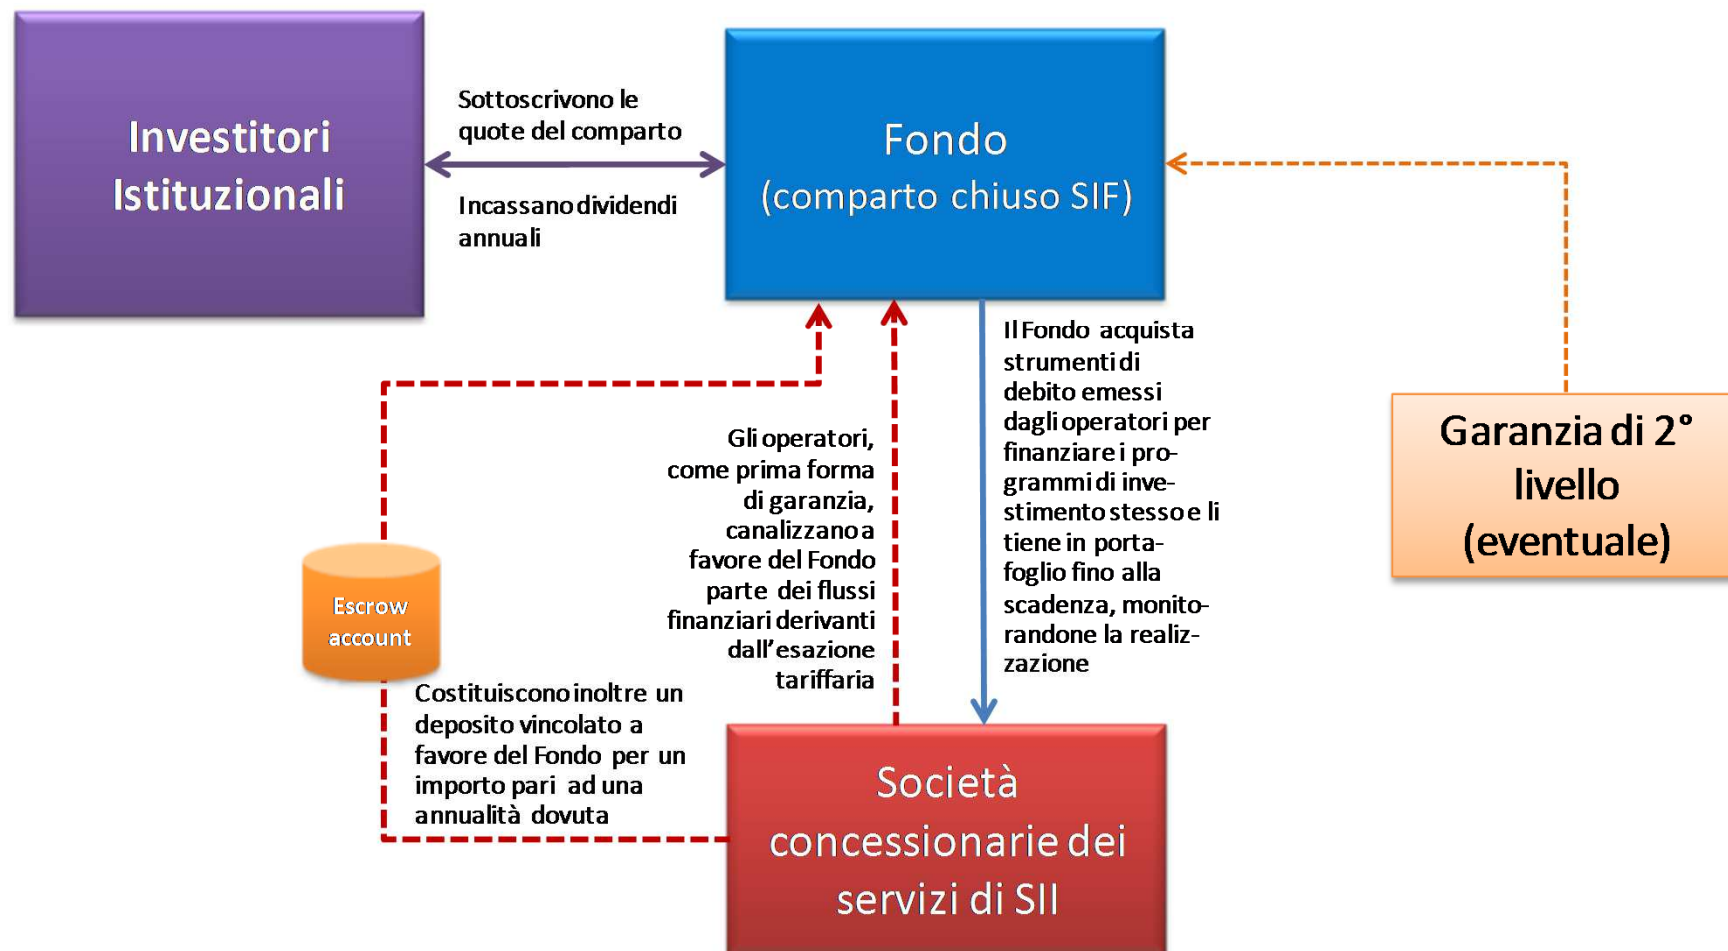 Investitori
Istituzionali
Sottoscrivono le
quote del comparto
Incassano dividendi
annuali
Fondo
(comparto chiuso SIF)
Il Fondo acquista
strumenti di
debito emessi
dagli operatori per
finanziare i pro-
grammi di inve-
stimento stesso e li
tiene in porta-
foglio fino alla
scadenza, monito-
randone la realiz-
zazione
Gli operatori,
come prima forma
di garanzia,
canalizzano a
favore del Fondo
parte dei flussi
finanziari derivanti
dall'esazione
tariffaria
Garanzia di 2°
livello
(eventuale)
Escrow
account
Costituiscono inoltre un
deposito vincolato a
favore del Fondo per un
importo pari ad una
annualità dovuta
Società
concessionarie dei
servizi di SII